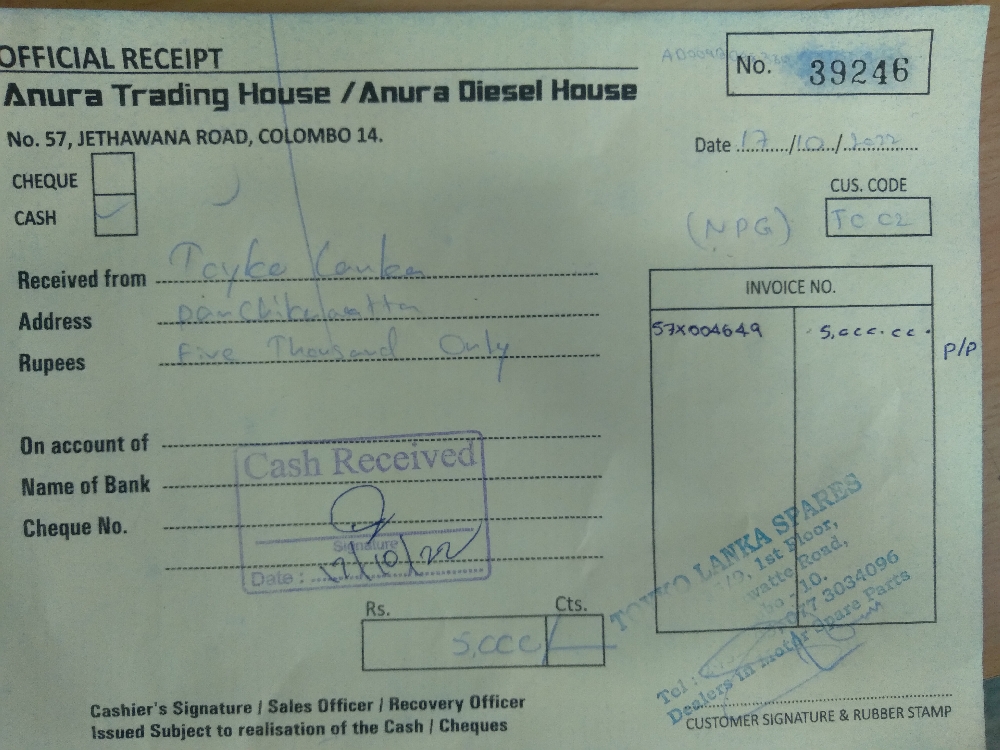 OFFICIAL RECEIPT
No. 39246
Anura Trading House / Anura Diesel House
No. 57, JETHAWANA ROAD, COLOMBO 14.
Date 17/10/2022
CHEQUE
CASH
CUS. CODE
(NPG)
Received from Toyko Lanka
Address
Rupees Five Thousand Only
INVOICE NO.
57X004649 5,000.00.
P/P
On account of
Name of Bank
Cheque No.
Cash Received
Signature
Date : 17/10/22
Rs. Cts.
5,000/
LANKA SPARES
1st Floor,
watte Road,
- 10.
Tel : 077 3034096
Dealers in Motor Spare Parts
Cashier's Signature / Sales Officer / Recovery Officer
Issued Subject to realisation of the Cash / Cheques
CUSTOMER SIGNATURE & RUBBER STAMP